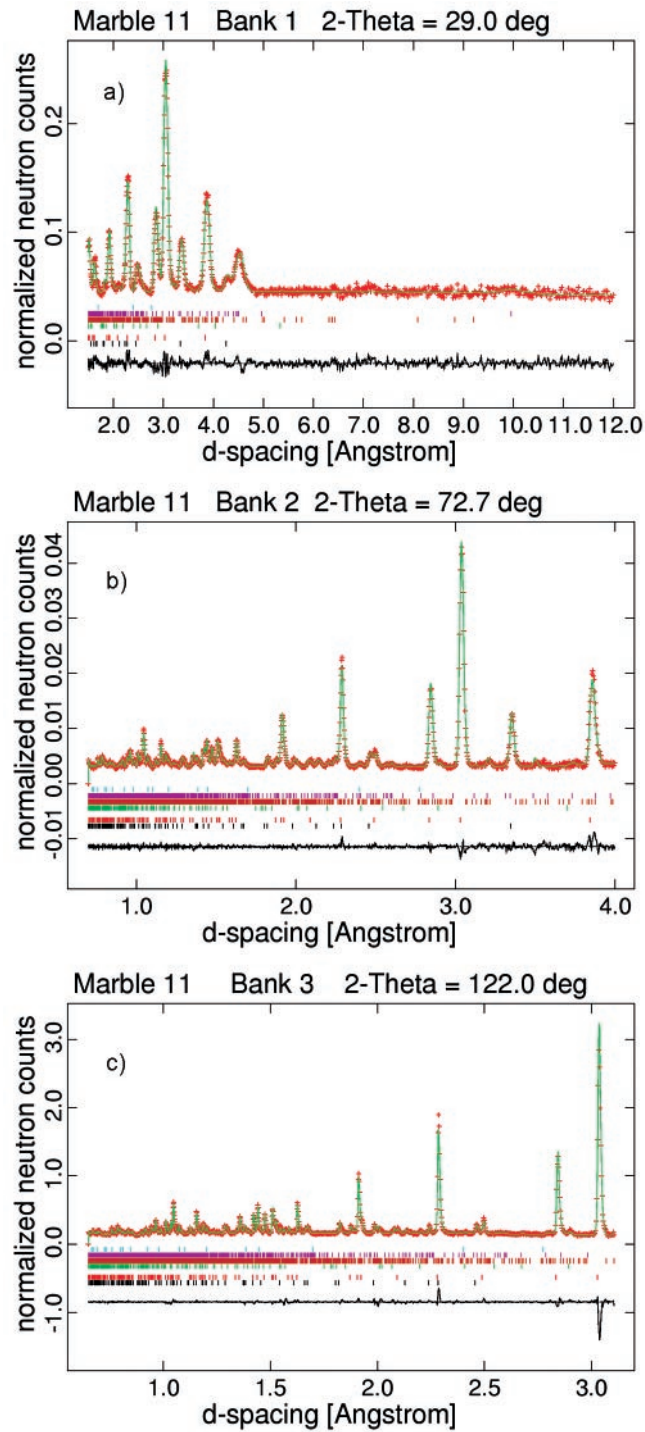 Marble 11 Bank 1 2-Theta = 29.0 deg
a)
normalized neutron counts
0.2
0.1
0.0
2.0 3.0 4.0 5.0 6.0 7.0 8.0 9.0 10.0 11.0 12.0
d-spacing [Angstrom]
Marble 11 Bank 2 2-Theta = 72.7 deg
b)
normalized neutron counts
0.04
0.03
0.02
0.01
0.00
-0.01
1.0 2.0 3.0 4.0
d-spacing [Angstrom]
Marble 11 Bank 3 2-Theta = 122.0 deg
c)
normalized neutron counts
3.0
2.0
1.0
0.0
-1.0
1.0 1.5 2.0 2.5 3.0
d-spacing [Angstrom]